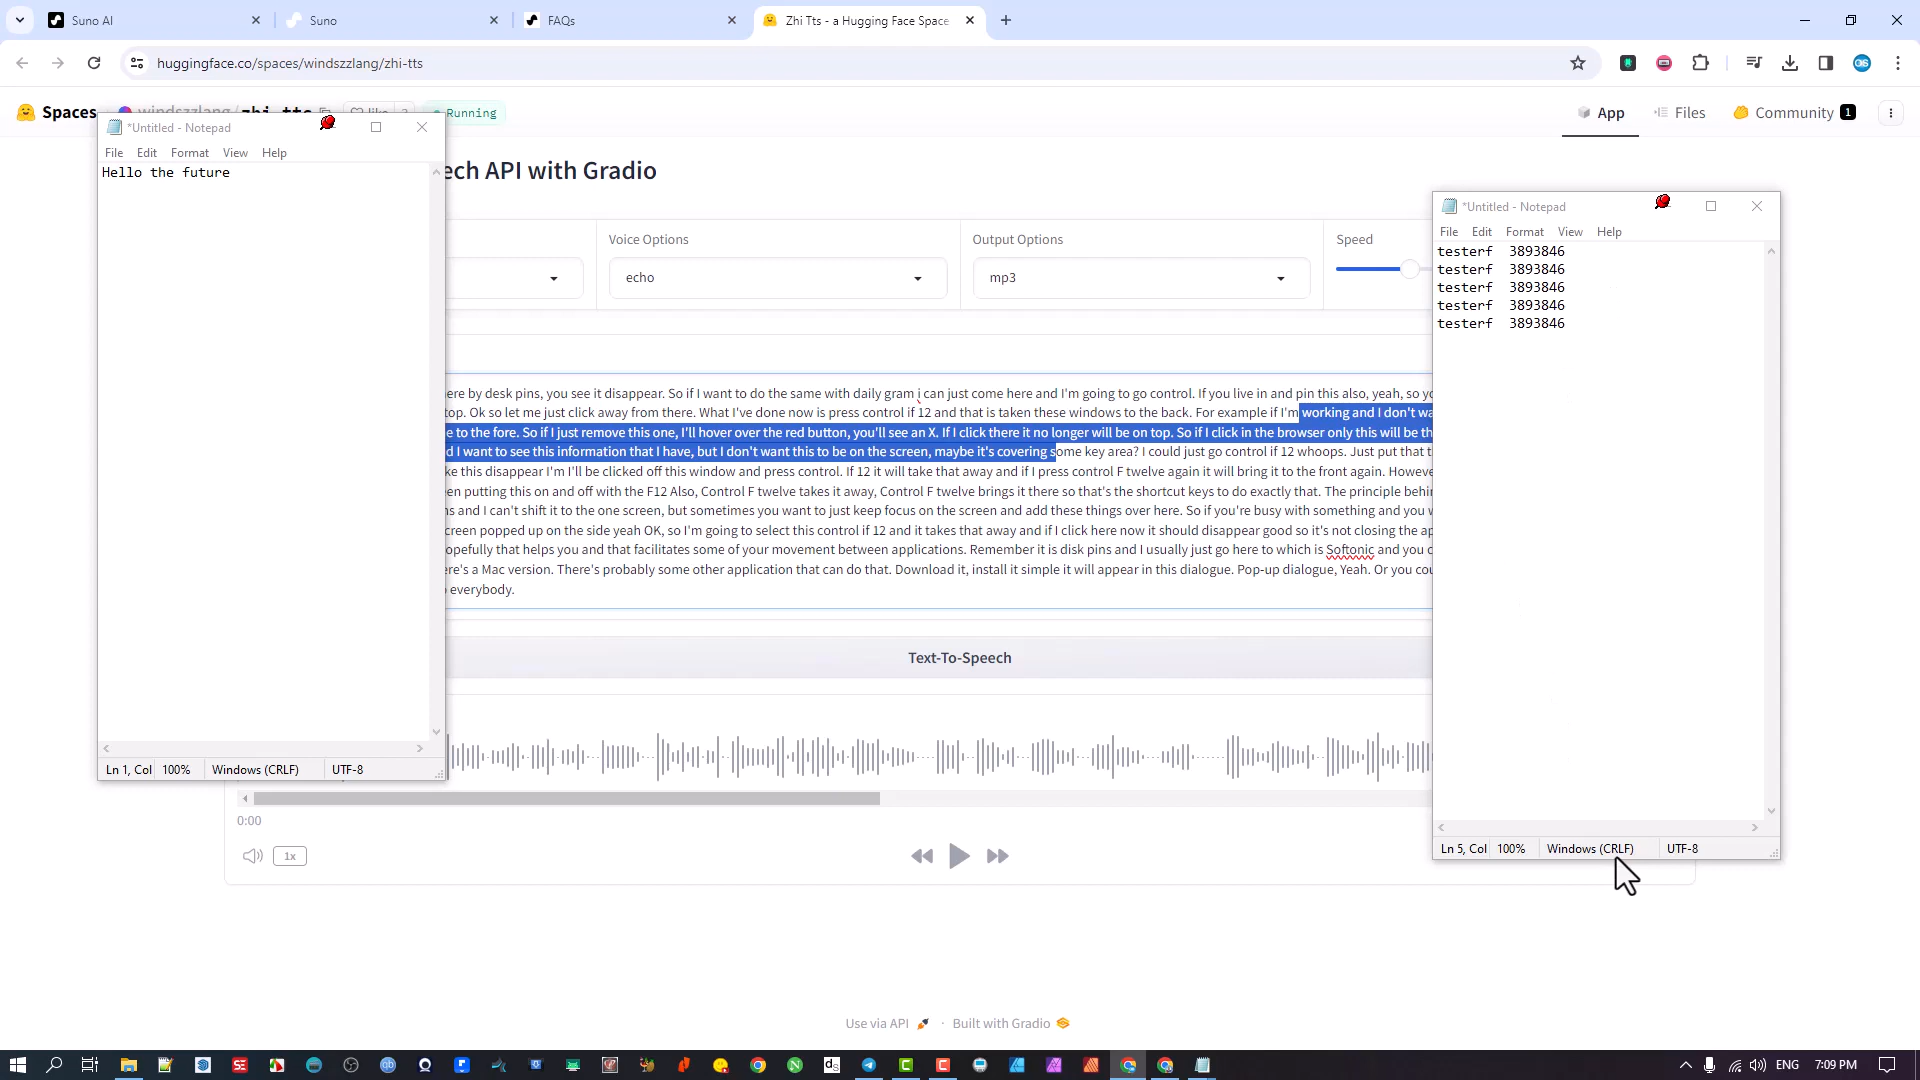 Suno AI
Suno
FAQs
Zhi Tts - a Hugging Face Space
huggingface.co/spaces/windszzlang/zhi-tts
Spaces
windszzlang/zhi-tts
like
Running
App
Files
Community 1
*Untitled - Notepad
File Edit Format View Help
Hello the future
Ln 1, Col 100% Windows (CRLF) UTF-8
ech API with Gradio
Voice Options
echo
Output Options
mp3
Speed
ere by desk pins, you see it disappear. So if I want to do the same with daily gram i can just come here and I'm going to go control. If you live in and pin this also, yeah, so yo
top. Ok so let me just click away from there. What I've done now is press control if 12 and that is taken these windows to the back. For example if I'm working and I don't wa
e to the fore. So if I just remove this one, I'll hover over the red button, you'll see an X. If I click there it no longer will be on top. So if I click in the browser only this will be th
d I want to see this information that I have, but I don't want this to be on the screen, maybe it's covering some key area? I could just go control if 12 whoops. Just put that t
ke this disappear I'm I'll be clicked off this window and press control. If 12 it will take that away and if I press control F twelve again it will bring it to the front again. Howeve
en putting this on and off with the F12 Also, Control F twelve takes it away, Control F twelve brings it there so that's the shortcut keys to do exactly that. The principle behin
ns and I can't shift it to the one screen, but sometimes you want to just keep focus on the screen and add these things over here. So if you're busy with something and you w
creen popped up on the side yeah OK, so I'm going to select this control if 12 and it takes that away and if I click here now it should disappear good so it's not closing the ap
opefully that helps you and that facilitates some of your movement between applications. Remember it is disk pins and I usually just go here to which is Softonic and you c
ere's a Mac version. There's probably some other application that can do that. Download it, install it simple it will appear in this dialogue. Pop-up dialogue, Yeah. Or you cou
o everybody.
Text-To-Speech
0:00
1x
*Untitled - Notepad
File Edit Format View Help
testerf 3893846
testerf 3893846
testerf 3893846
testerf 3893846
testerf 3893846
Ln 5, Col 100% Windows (CRLF) UTF-8
Use via API · Built with Gradio
ENG 7:09 PM